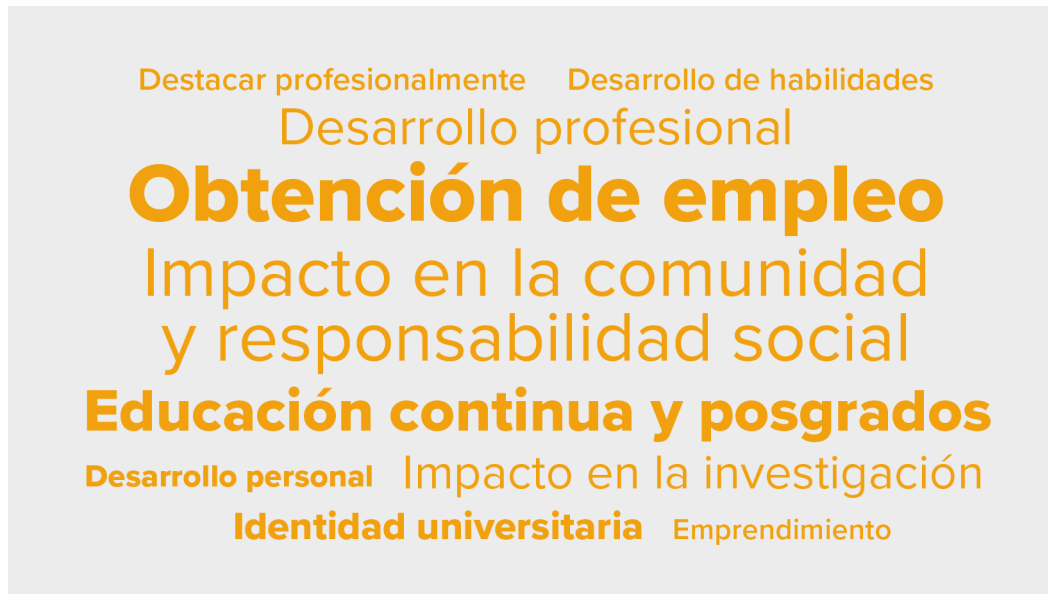 Destacar profesionalmente Desarrollo de habilidades
Desarrollo profesional
Obtención de empleo
Impacto en la comunidad
y responsabilidad social
Educación continua y posgrados
Desarrollo personal Impacto en la investigación
Identidad universitaria Emprendimiento